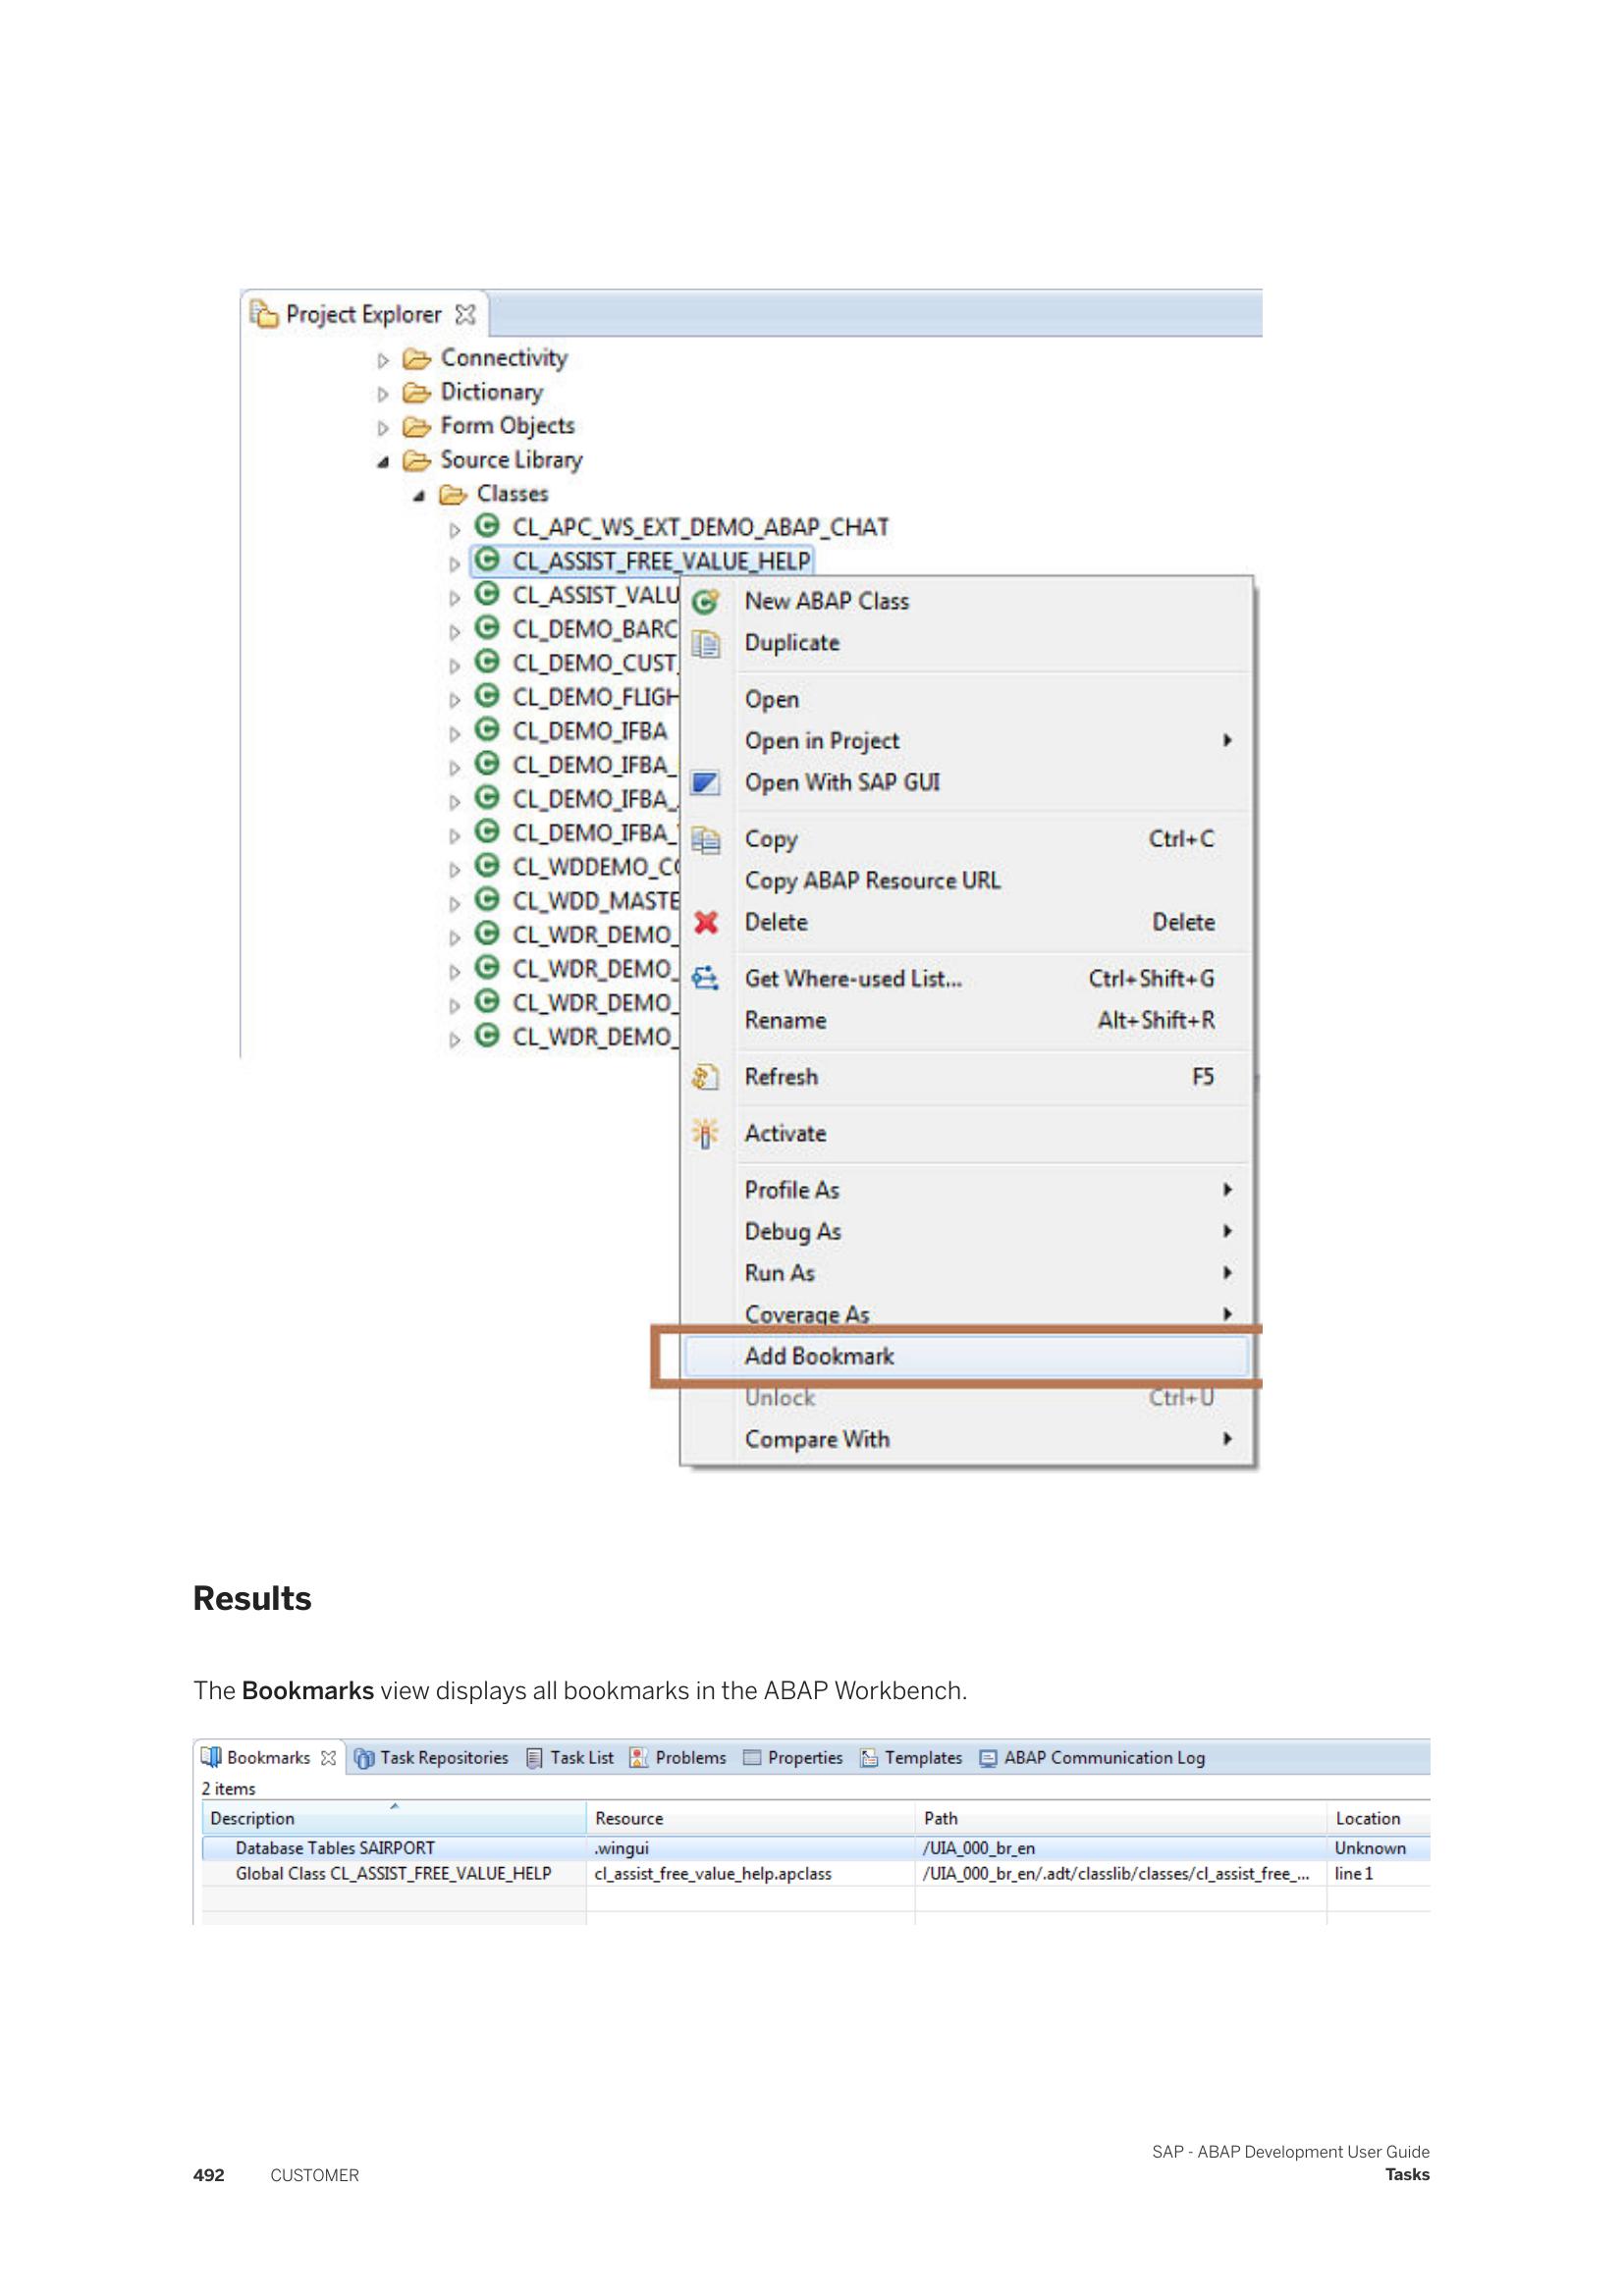 Project Explorer
Connectivity
Dictionary
Form Objects
Source Library
Classes
CL_APC_WS_EXT_DEMO_ABAP_CHAT
CL_ASSIST_FREE_VALUE_HELP
CL_ASSIST_VALU
CL_DEMO_BARC
CL_DEMO_CUST_
CL_DEMO_FLIGH
CL_DEMO_IFBA
CL_DEMO_IFBA_
CL_DEMO_IFBA_
CL_DEMO_IFBA_
CL_WDDEMO_CO
CL_WDD_MASTE
CL_WDR_DEMO_
CL_WDR_DEMO_
CL_WDR_DEMO_
CL_WDR_DEMO_
New ABAP Class
Duplicate
Open
Open in Project
Open With SAP GUI
Copy Ctrl+C
Copy ABAP Resource URL
Delete Delete
Get Where-used List... Ctrl+Shift+G
Rename Alt+Shift+R
Refresh F5
Activate
Profile As
Debug As
Run As
Coverage As
Add Bookmark
Unlock Ctrl+U
Compare With
Results
The Bookmarks view displays all bookmarks in the ABAP Workbench.
Bookmarks Task Repositories Task List Problems Properties Templates ABAP Communication Log
2 items
Description Resource Path Location
Database Tables SAIRPORT .wingui /UIA_000_br_en Unknown
Global Class CL_ASSIST_FREE_VALUE_HELP cl_assist_free_value_help.apclass /UIA_000_br_en/.adt/classlib/classes/cl_assist_free_... line 1
SAP - ABAP Development User Guide
492 CUSTOMER Tasks